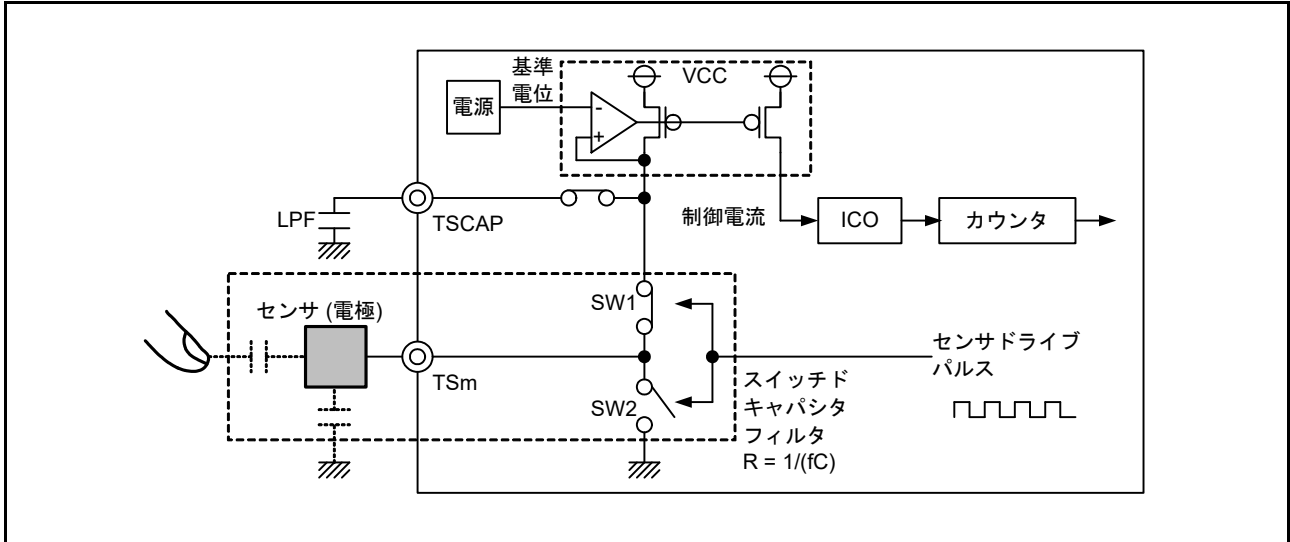 基準
電位
VCC
電源
-
+
LPF
TSCAP
制御電流
ICO
カウンタ
センサ (電極)
SW1
TSm
SW2
スイッチド
キャパシタ
フィルタ
R = 1/(fC)
センサドライブ
パルス